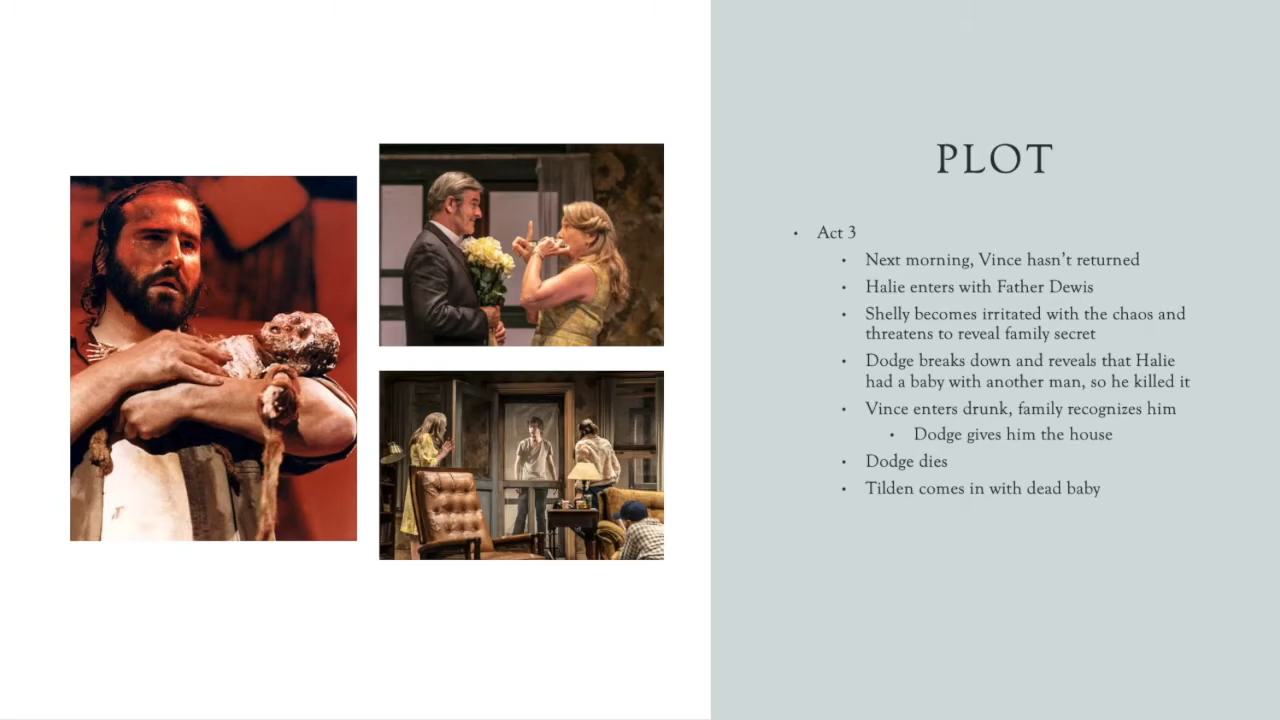 PLOT
• Act 3
• Next morning, Vince hasn’t returned
• Halie enters with Father Dewis
• Shelly becomes irritated with the chaos and
threatens to reveal family secret
• Dodge breaks down and reveals that Halie
had a baby with another man, so he killed it
• Vince enters drunk, family recognizes him
• Dodge gives him the house
• Dodge dies
• Tilden comes in with dead baby